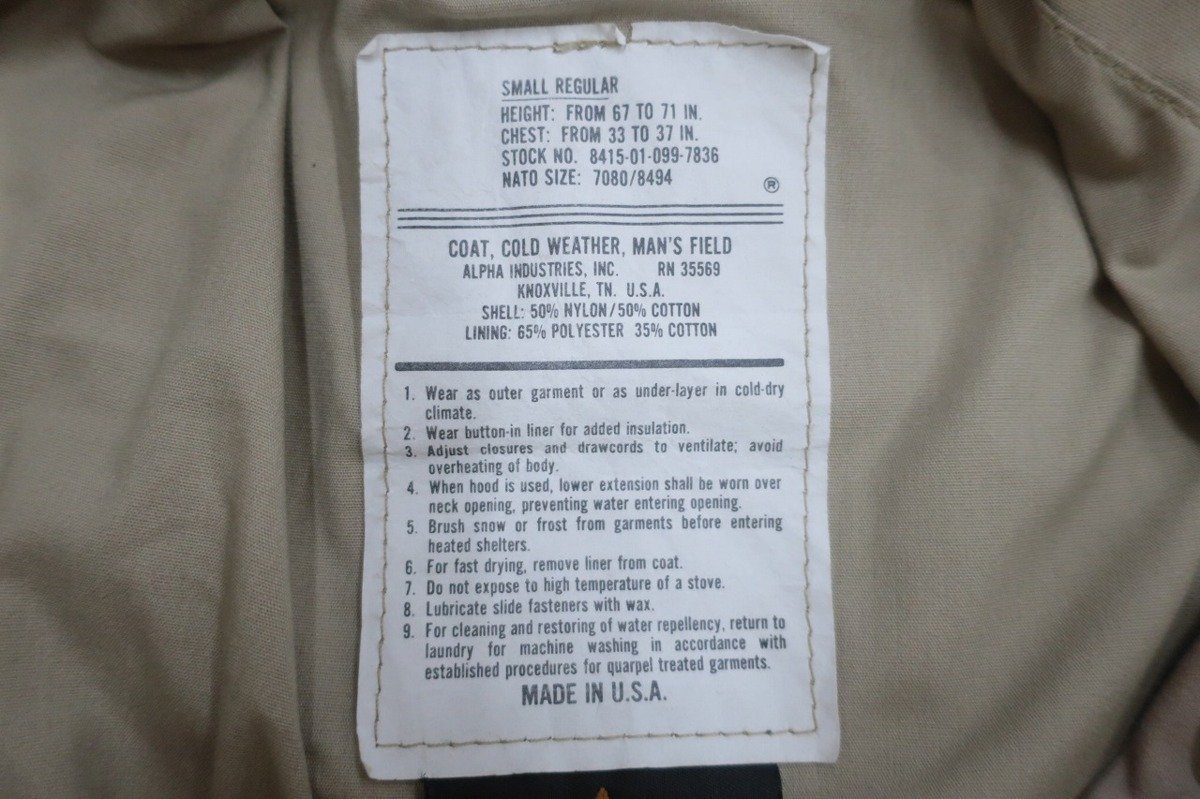 SMALL REGULAR
HEIGHT: FROM 67 TO 71 IN.
CHEST: FROM 33 TO 37 IN.
STOCK NO. 8415-01-099-7836
NATO SIZE: 7080/8494
®
COAT, COLD WEATHER, MAN'S FIELD
ALPHA INDUSTRIES, INC. RN 35569
KNOXVILLE, TN. U.S.A.
SHELL: 50% NYLON/50% COTTON
LINING: 65% POLYESTER 35% COTTON
1. Wear as outer garment or as under-layer in cold-dry
climate.
2. Wear button-in liner for added insulation.
3. Adjust closures and drawcords to ventilate; avoid
overheating of body.
4. When hood is used, lower extension shall be worn over
neck opening, preventing water entering opening.
5. Brush snow or frost from garments before entering
heated shelters.
6. For fast drying, remove liner from coat.
7. Do not expose to high temperature of a stove.
8. Lubricate slide fasteners with wax.
9. For cleaning and restoring of water repellency, return to
laundry for machine washing in accordance with
established procedures for quarpel treated garments.
MADE IN U.S.A.